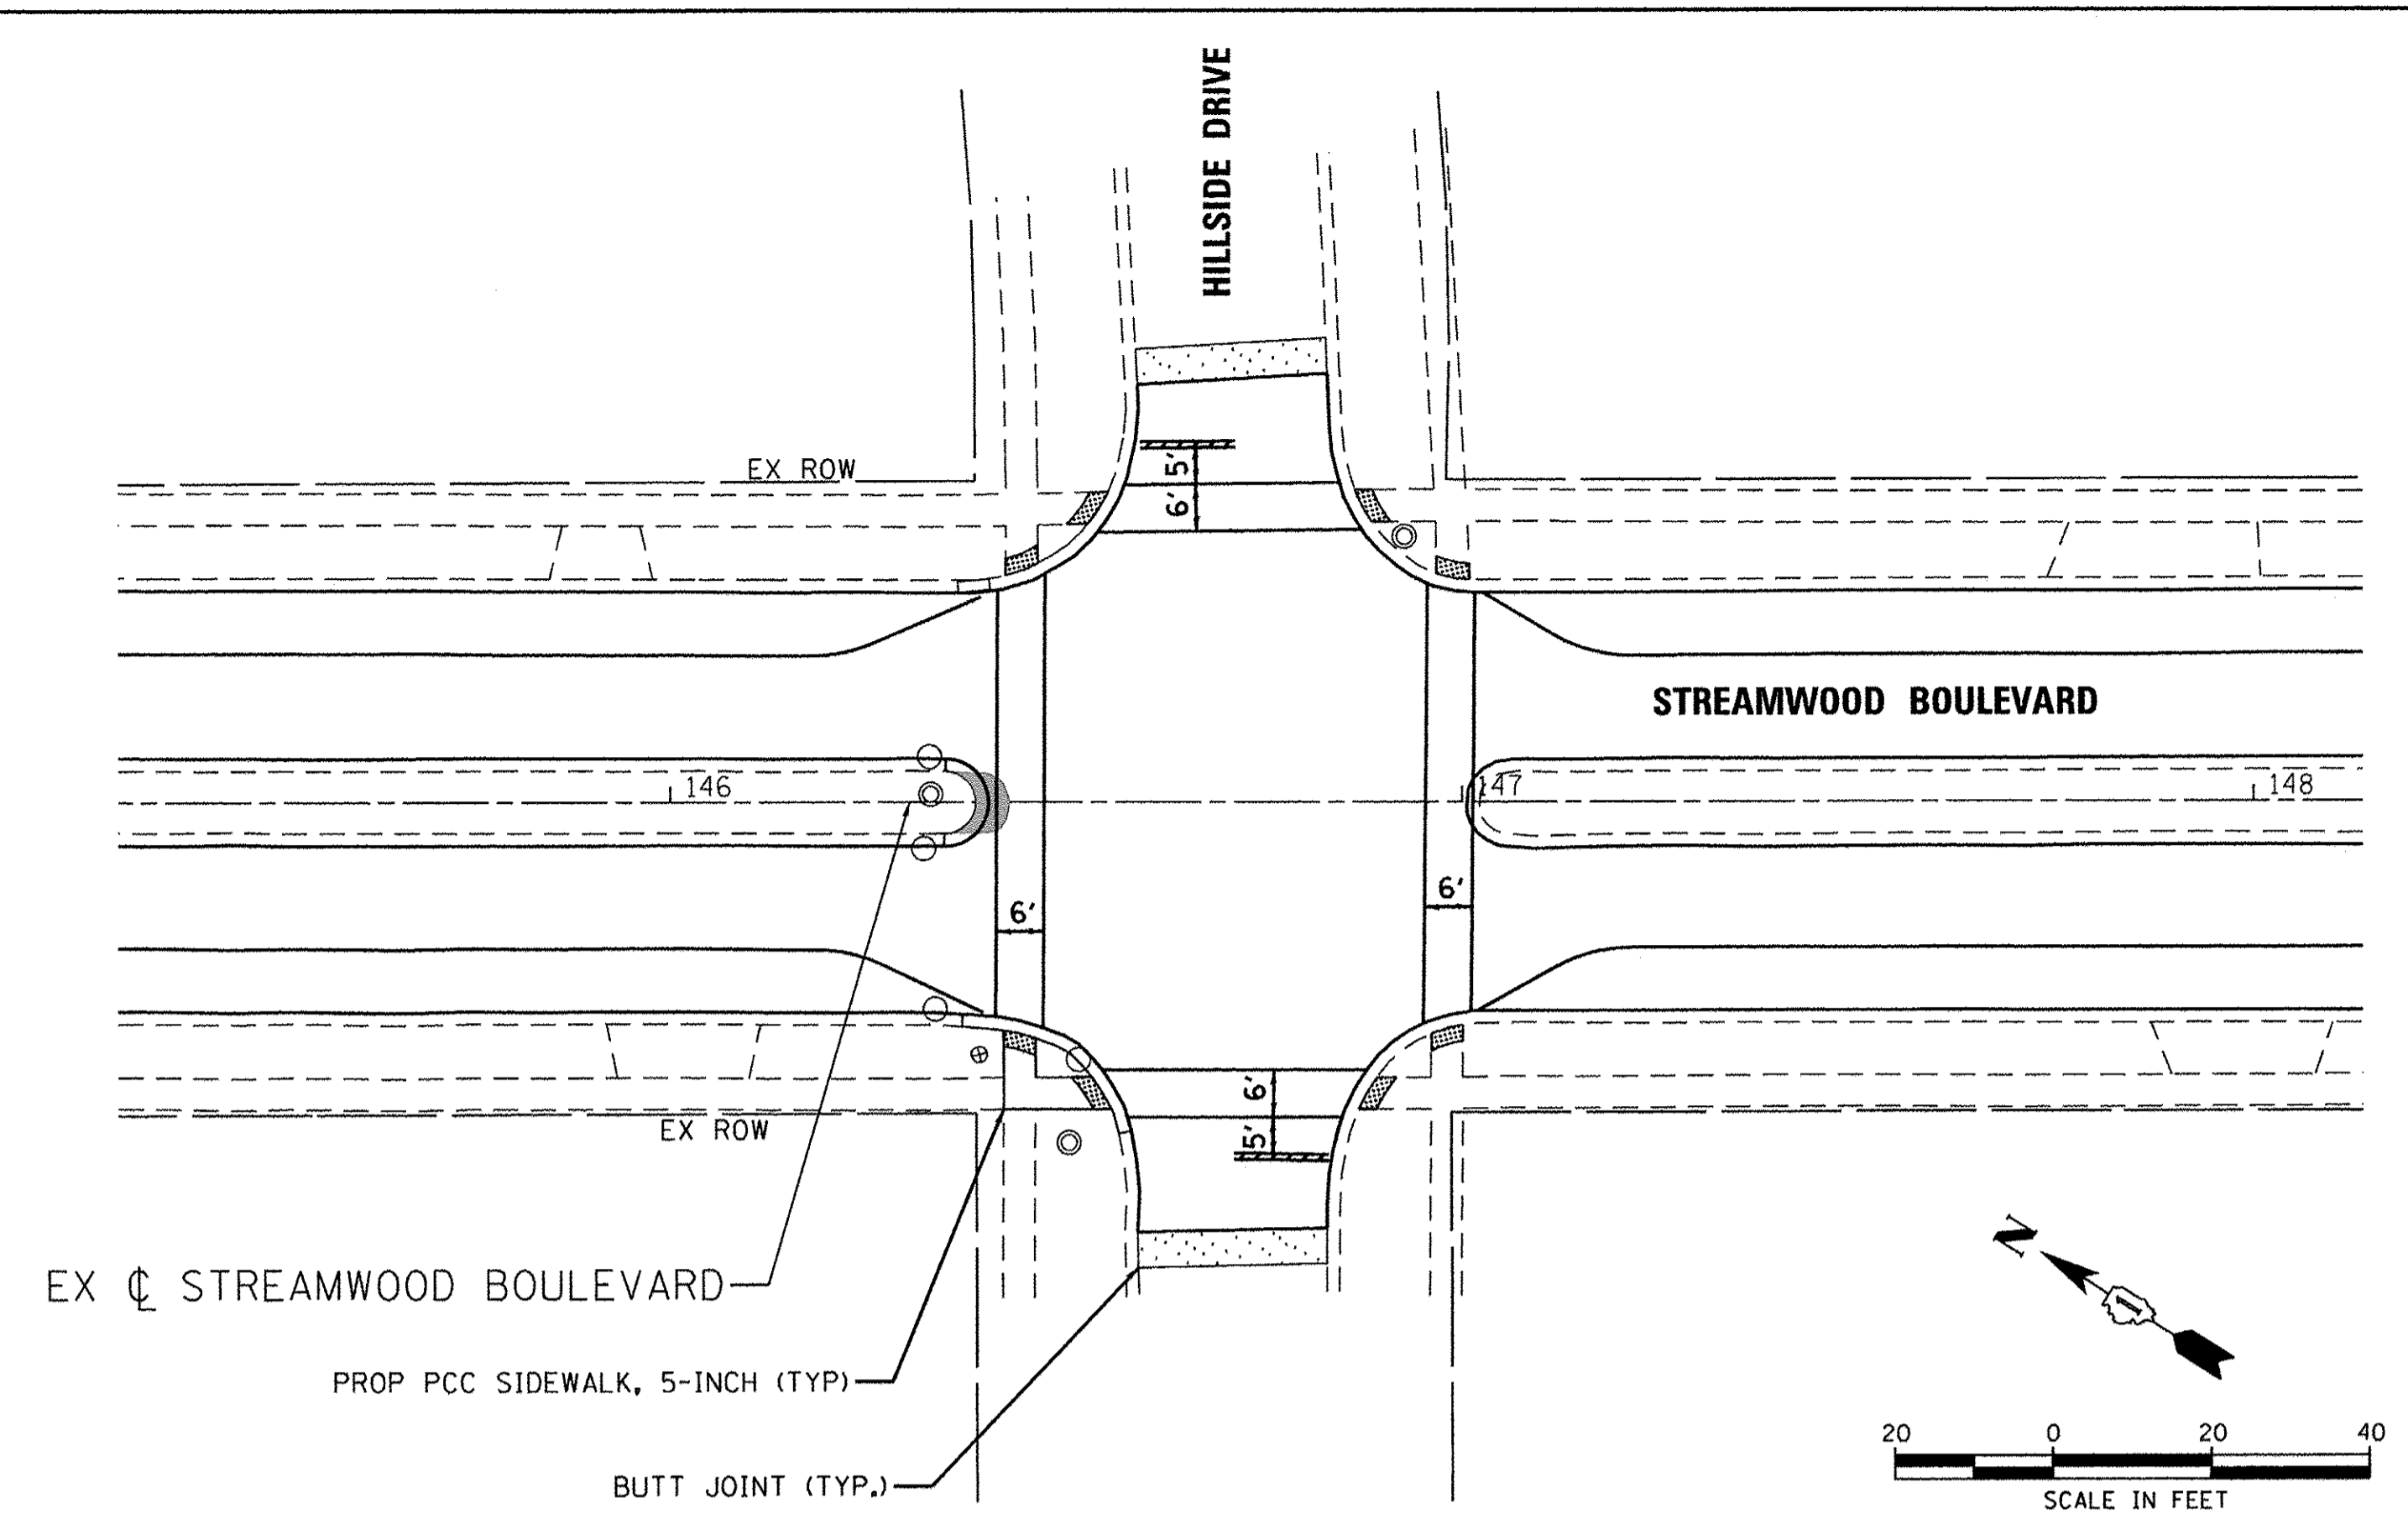 HILLSIDE DRIVE
EX ROW
5'
6'
STREAMWOOD BOULEVARD
146
147
148
6'
6'
6'
5'
EX ROW
EX ℄ STREAMWOOD BOULEVARD
PROP PCC SIDEWALK, 5-INCH (TYP)
BUTT JOINT (TYP.)
N
20 0 20 40
SCALE IN FEET